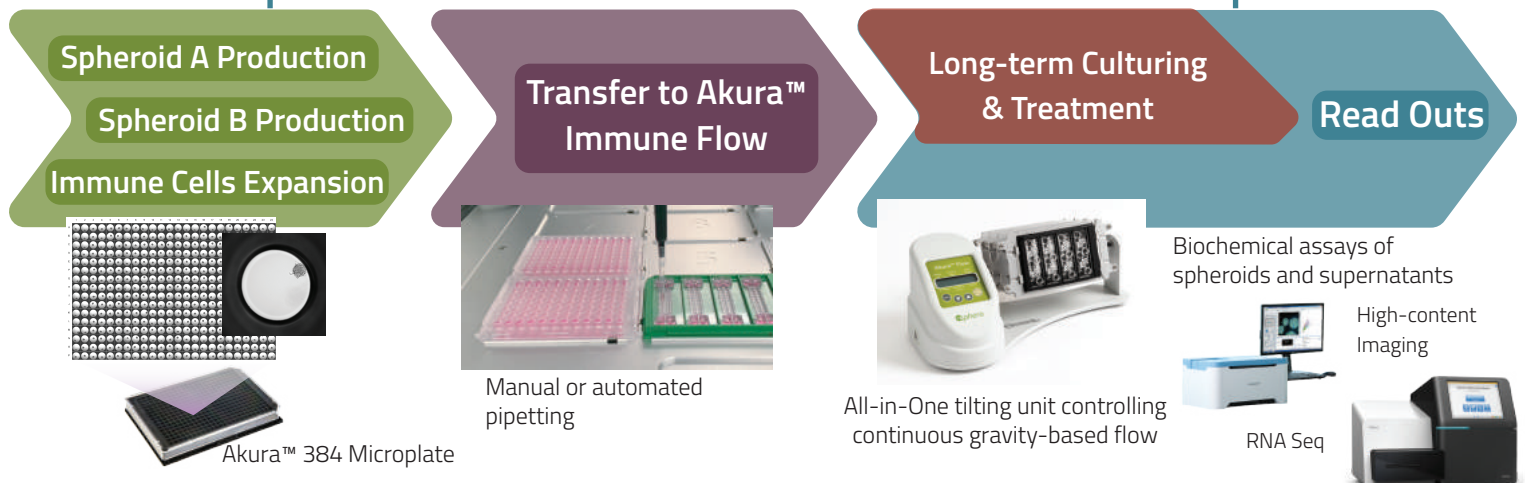 Spheroid A Production
Spheroid B Production
Immune Cells Expansion
Transfer to Akura™
Immune Flow
Long-term Culturing
& Treatment
Read Outs
Akura™ 384 Microplate
Manual or automated
pipetting
All-in-One tilting unit controlling
continuous gravity-based flow
Biochemical assays of
spheroids and supernatants
High-content
Imaging
RNA Seq